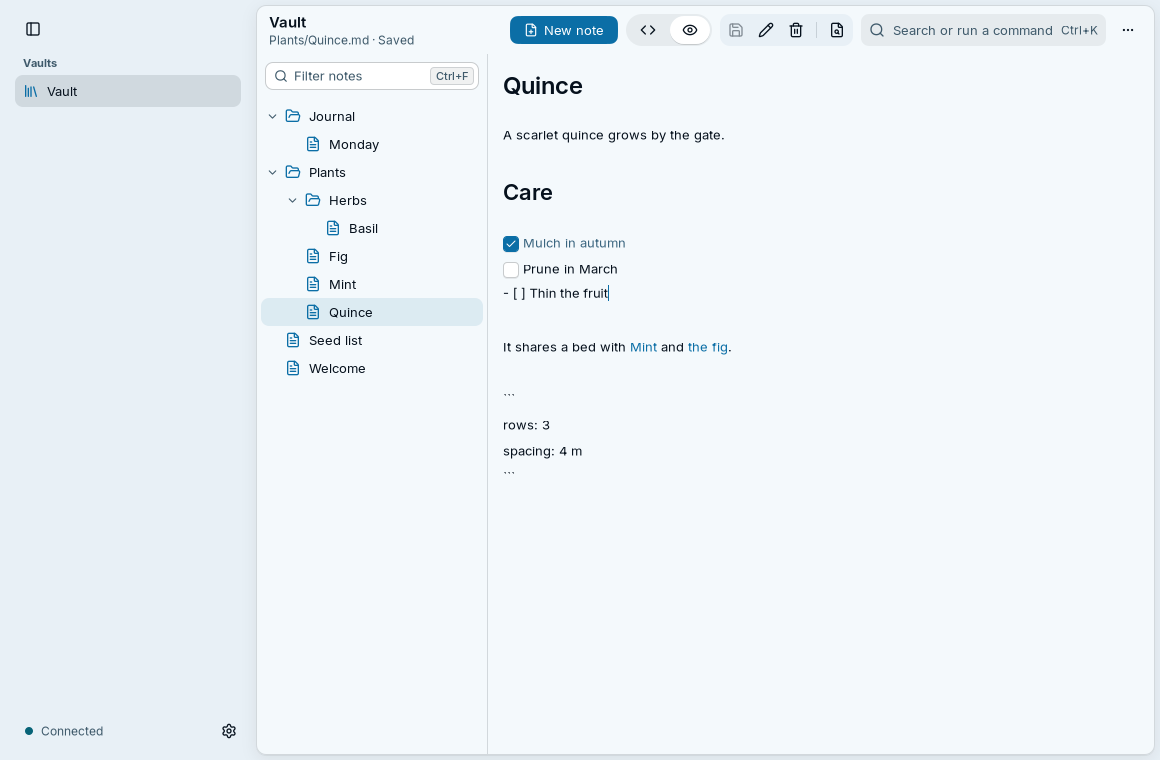 Vaults
Vault
Connected
Vault
Plants/Quince.md · Saved
New note
Search or run a command Ctrl+K
Filter notes Ctrl+F
Journal
Monday
Plants
Herbs
Basil
Fig
Mint
Quince
Seed list
Welcome
Quince
A scarlet quince grows by the gate.
Care
Mulch in autumn
Prune in March
- [ ] Thin the fruit
It shares a bed with Mint and the fig.
```
rows: 3
spacing: 4 m
```